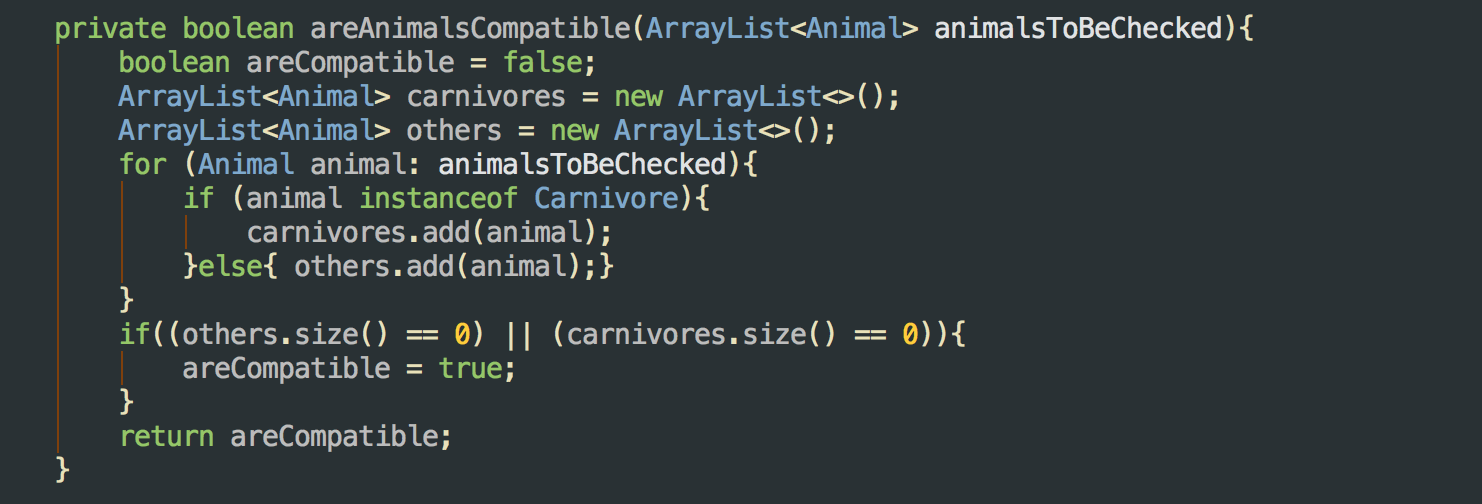 private boolean areAnimalsCompatible(ArrayList<Animal> animalsToBeChecked){
    boolean areCompatible = false;
    ArrayList<Animal> carnivores = new ArrayList<>();
    ArrayList<Animal> others = new ArrayList<>();
    for (Animal animal: animalsToBeChecked){
        if (animal instanceof Carnivore){
            carnivores.add(animal);
        }else{ others.add(animal);}
    }
    if((others.size() == 0) || (carnivores.size() == 0)){
        areCompatible = true;
    }
    return areCompatible;
}